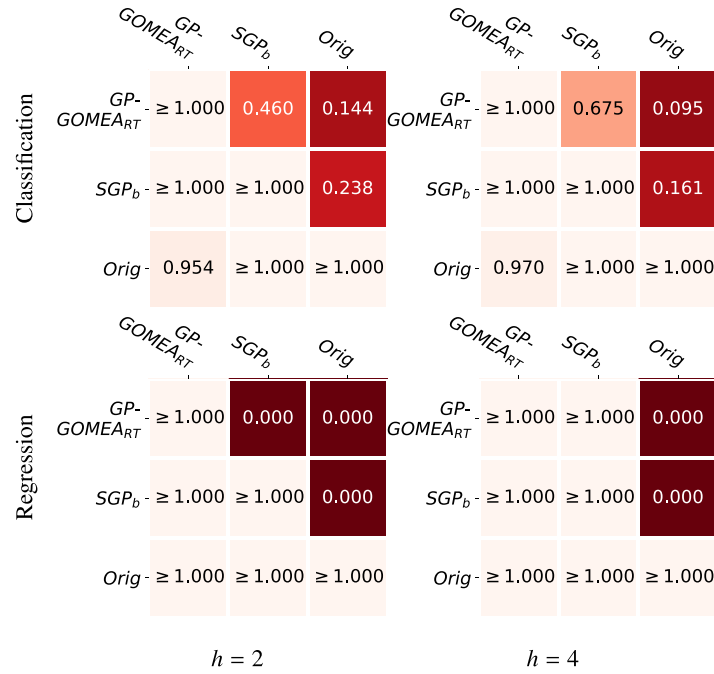 GP-
GOMEA_RT SGP_b Orig
GP-
GOMEA_RT ≥ 1.000 0.460 0.144
SGP_b ≥ 1.000 ≥ 1.000 0.238
Orig 0.954 ≥ 1.000 ≥ 1.000
Classification
GP-
GOMEA_RT SGP_b Orig
GP-
GOMEA_RT ≥ 1.000 0.675 0.095
SGP_b ≥ 1.000 ≥ 1.000 0.161
Orig 0.970 ≥ 1.000 ≥ 1.000
GP-
GOMEA_RT SGP_b Orig
GP-
GOMEA_RT ≥ 1.000 0.000 0.000
SGP_b ≥ 1.000 ≥ 1.000 0.000
Orig ≥ 1.000 ≥ 1.000 ≥ 1.000
Regression
GP-
GOMEA_RT SGP_b Orig
GP-
GOMEA_RT ≥ 1.000 ≥ 1.000 0.000
SGP_b ≥ 1.000 ≥ 1.000 0.000
Orig ≥ 1.000 ≥ 1.000 ≥ 1.000
h = 2
h = 4